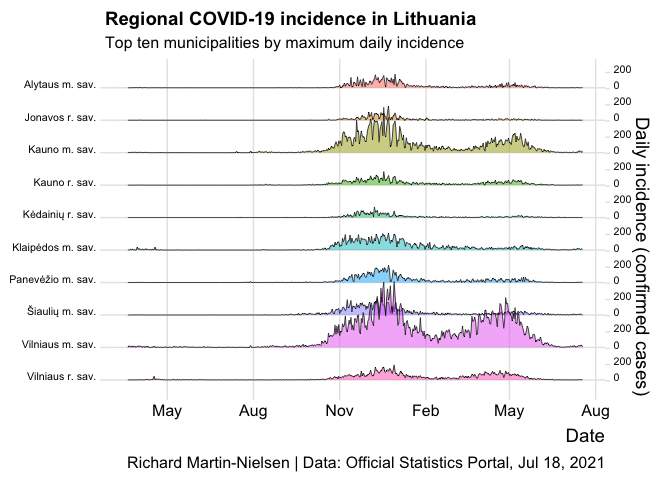 Regional COVID-19 incidence in Lithuania
Top ten municipalities by maximum daily incidence
Alytaus m. sav.
200
0
Jonavos r. sav.
200
0
Kauno m. sav.
200
0
Kauno r. sav.
200
0
Kėdainių r. sav.
200
0
Klaipėdos m. sav.
200
0
Panevėžio m. sav.
200
0
Šiaulių m. sav.
200
0
Vilniaus m. sav.
200
0
Vilniaus r. sav.
200
0
Daily incidence (confirmed cases)
May Aug Nov Feb May Aug
Date
Richard Martin-Nielsen | Data: Official Statistics Portal, Jul 18, 2021